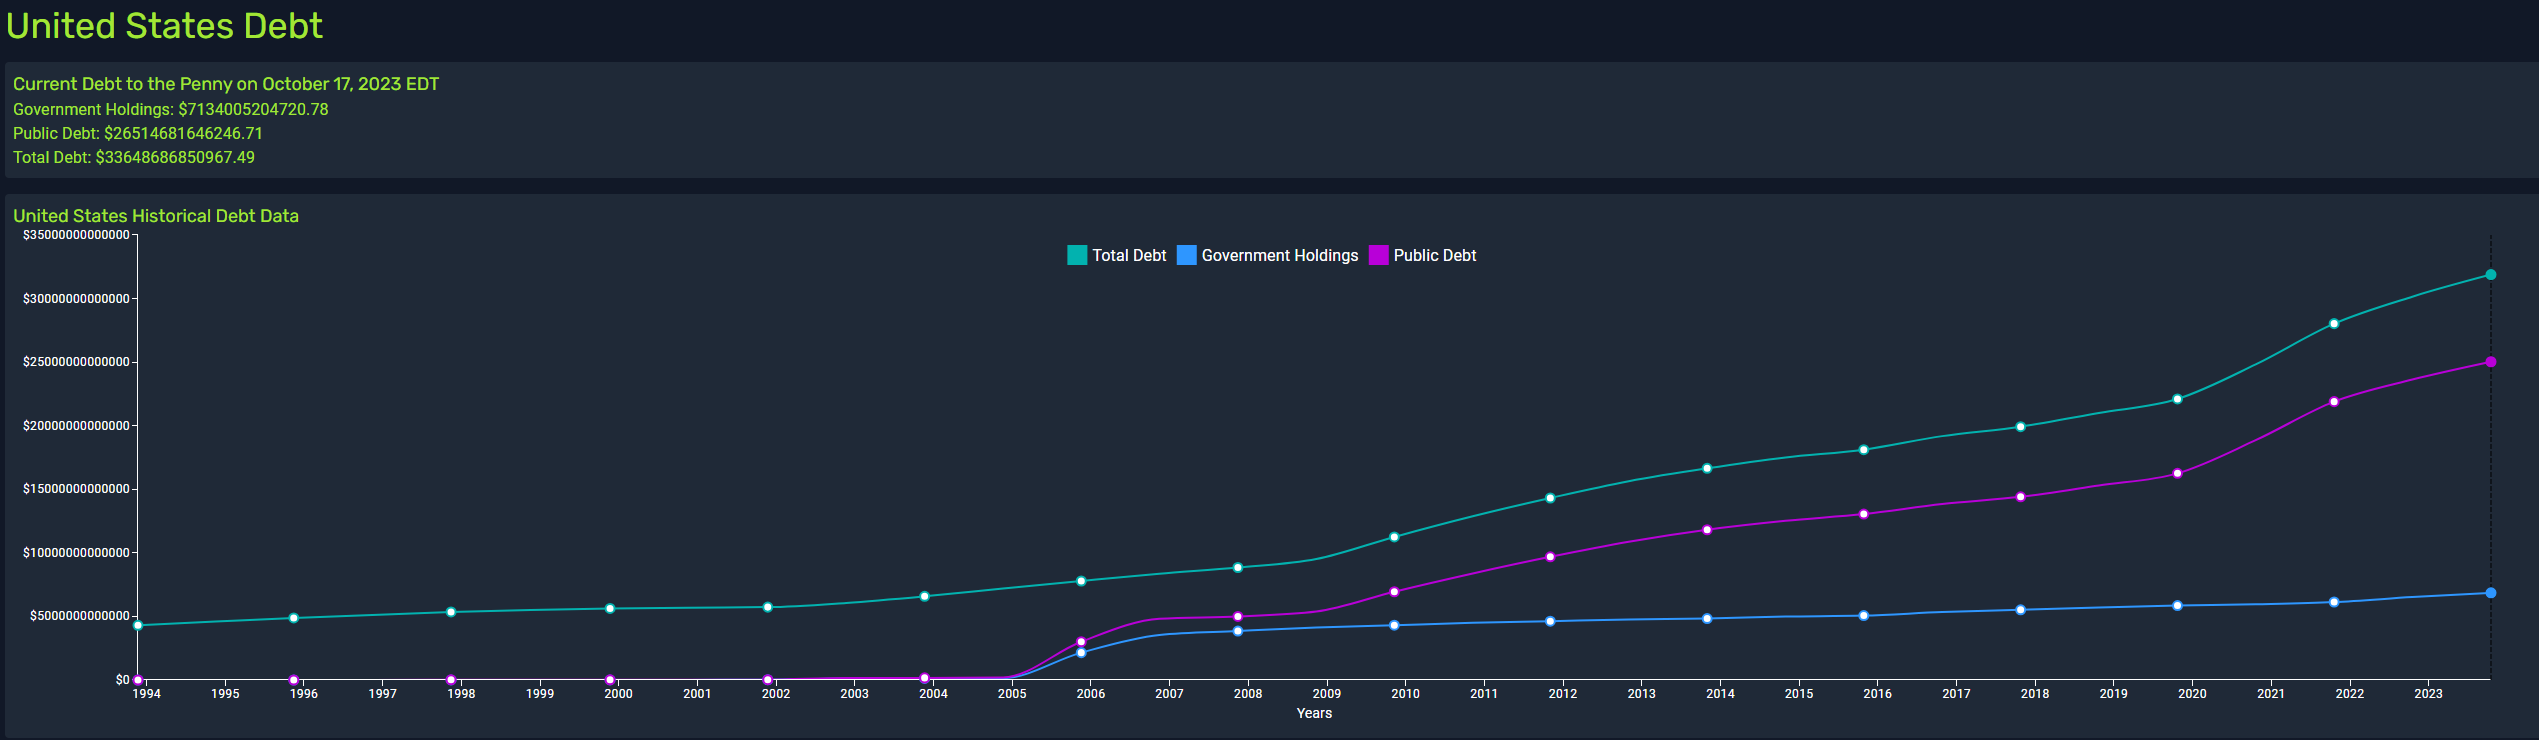 United States Debt
Current Debt to the Penny on October 17, 2023 EDT
Government Holdings: $7134005204720.78
Public Debt: $26514681646246.71
Total Debt: $33648686850967.49
United States Historical Debt Data
Total Debt Government Holdings Public Debt
$35000000000000
$30000000000000
$25000000000000
$20000000000000
$15000000000000
$10000000000000
$5000000000000
$0
1994 1995 1996 1997 1998 1999 2000 2001 2002 2003 2004 2005 2006 2007 2008 2009 2010 2011 2012 2013 2014 2015 2016 2017 2018 2019 2020 2021 2022 2023
Years